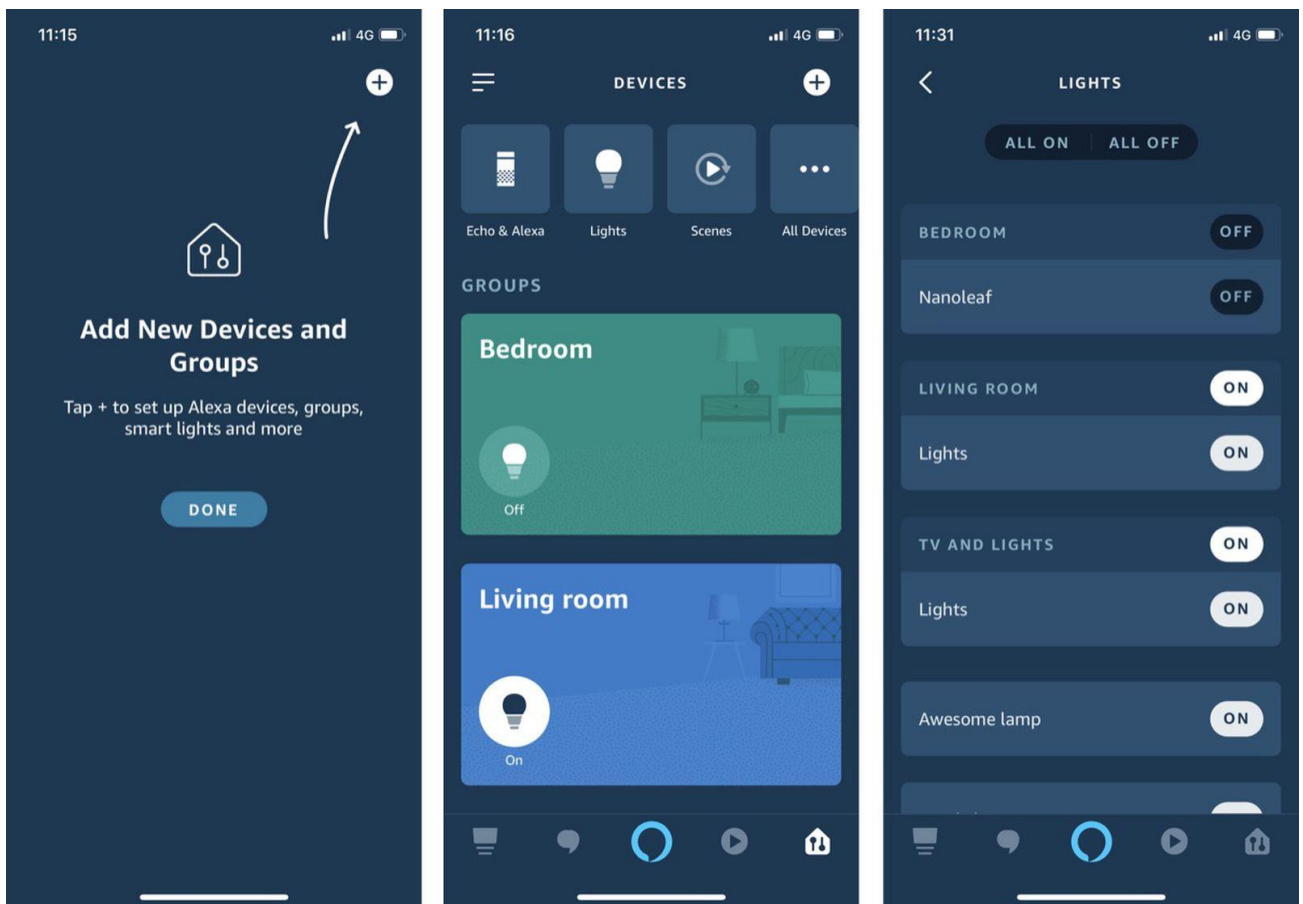 11:15
4G
Add New Devices and
Groups
Tap + to set up Alexa devices, groups,
smart lights and more
DONE
11:16
4G
DEVICES
Echo & Alexa
Lights
Scenes
All Devices
GROUPS
Bedroom
Off
Living room
On
11:31
4G
LIGHTS
ALL ON
ALL OFF
BEDROOM
OFF
Nanoleaf
OFF
LIVING ROOM
ON
Lights
ON
TV AND LIGHTS
ON
Lights
ON
Awesome lamp
ON